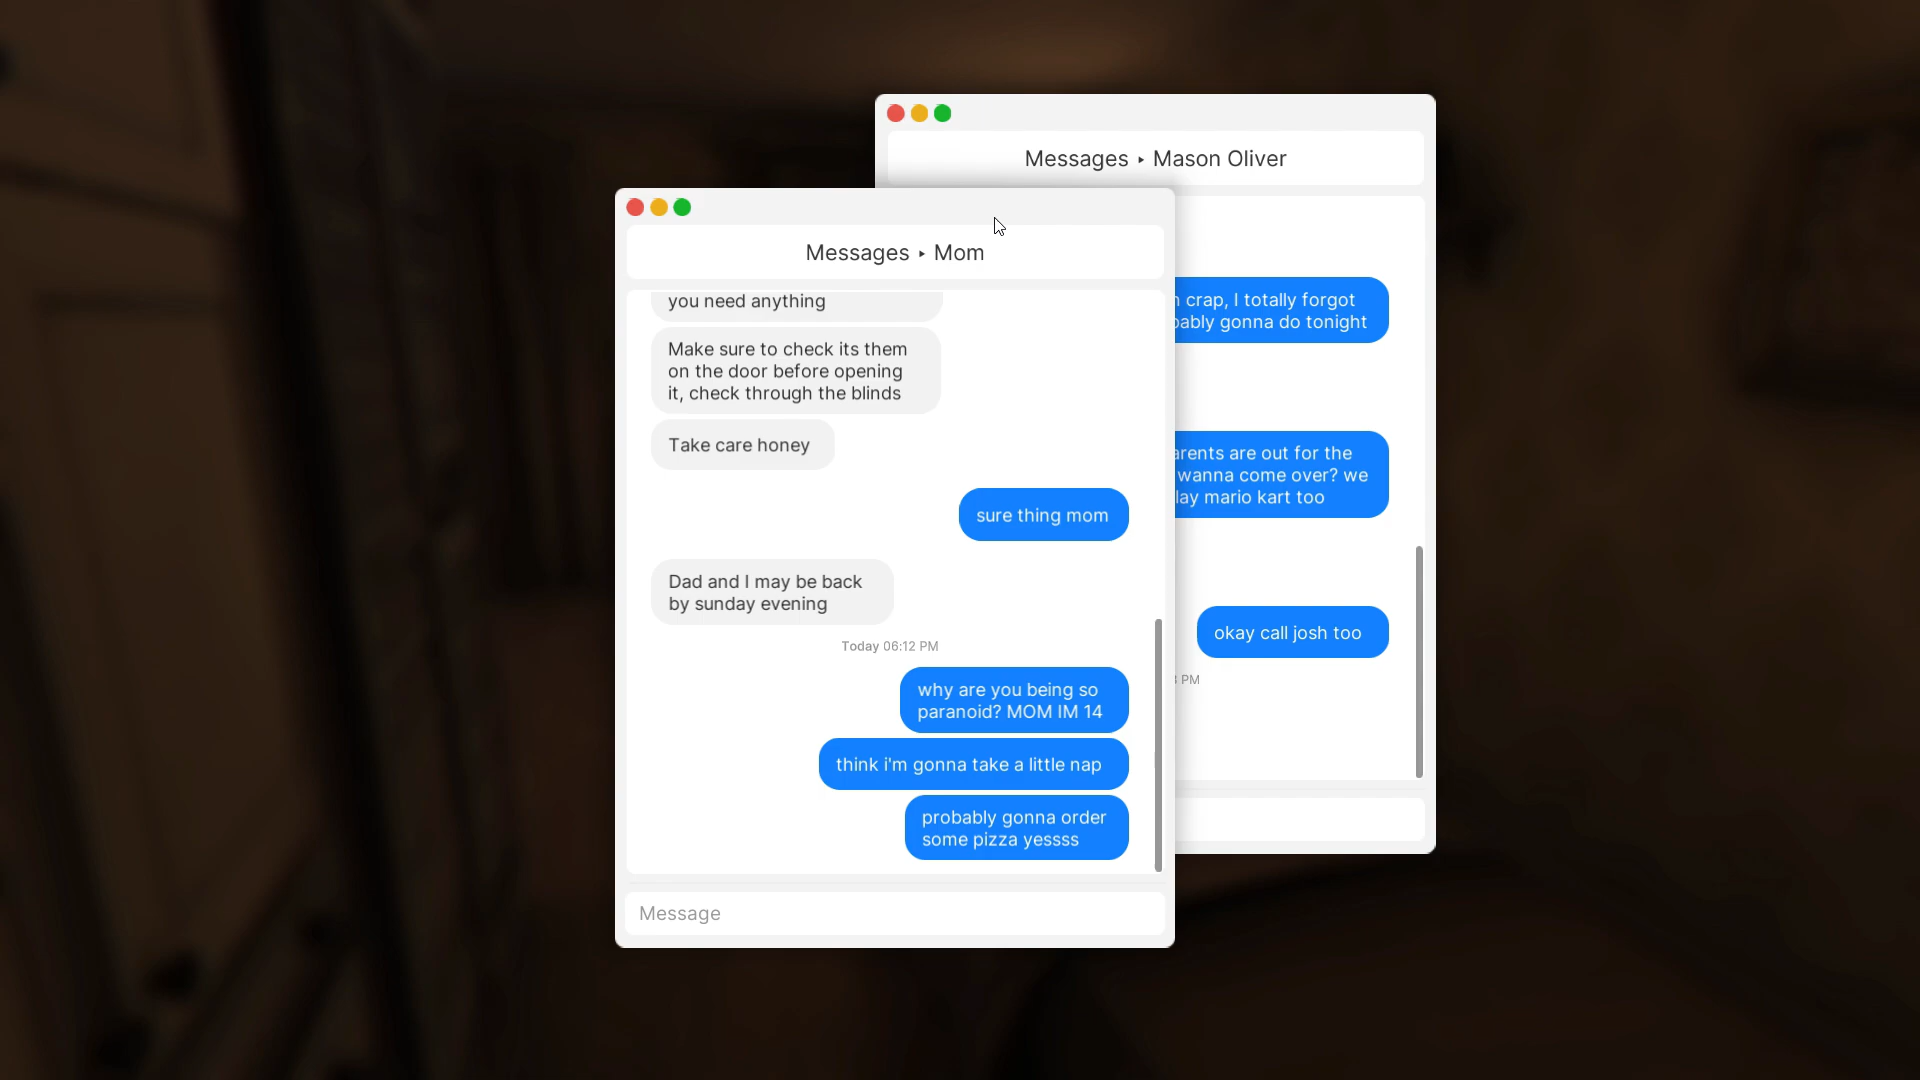 Messages ‣ Mason Oliver
crap, I totally forgot
gonna do tonight
are out for the
wanna come over? we
mario kart too
okay call josh too
PM
Messages ‣ Mom
you need anything
Make sure to check its them
on the door before opening
it, check through the blinds
Take care honey
sure thing mom
Dad and I may be back
by sunday evening
Today 06:12 PM
why are you being so
paranoid? MOM IM 14
think i'm gonna take a little nap
probably gonna order
some pizza yessss
Message